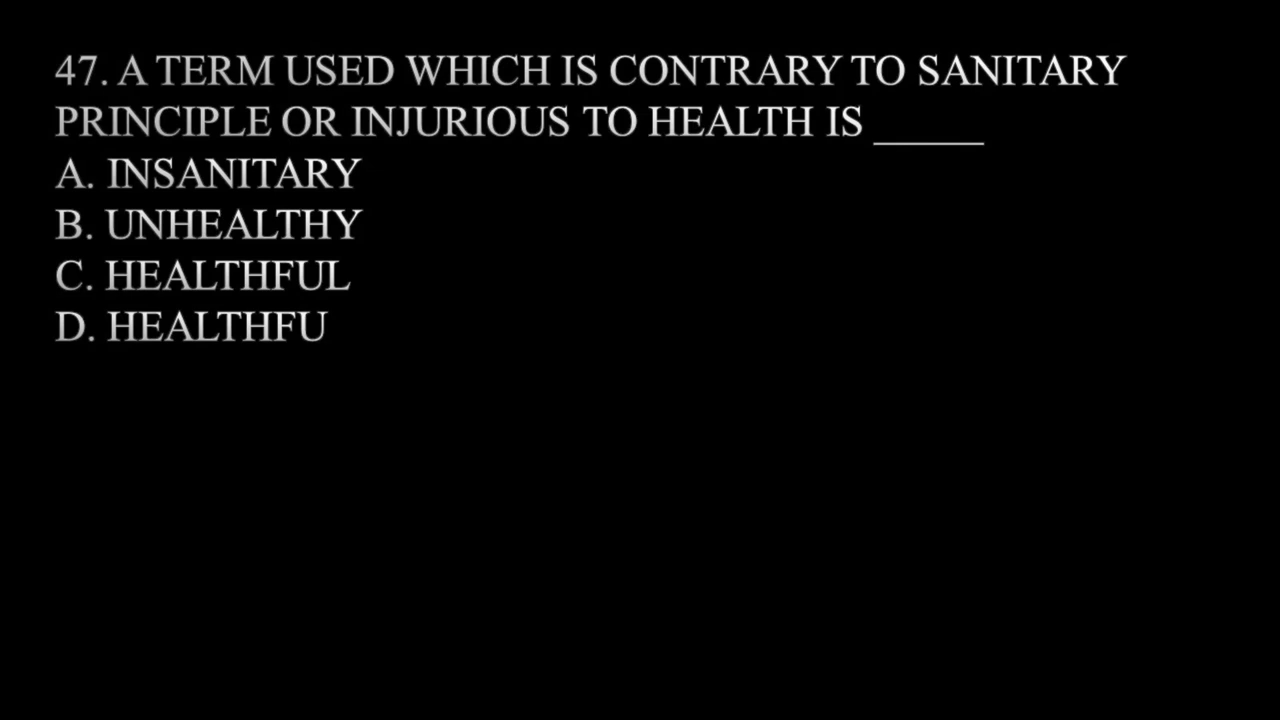 47. A TERM USED WHICH IS CONTRARY TO SANITARY
PRINCIPLE OR INJURIOUS TO HEALTH IS _____
A. INSANITARY
B. UNHEALTHY
C. HEALTHFUL
D. HEALTHFU